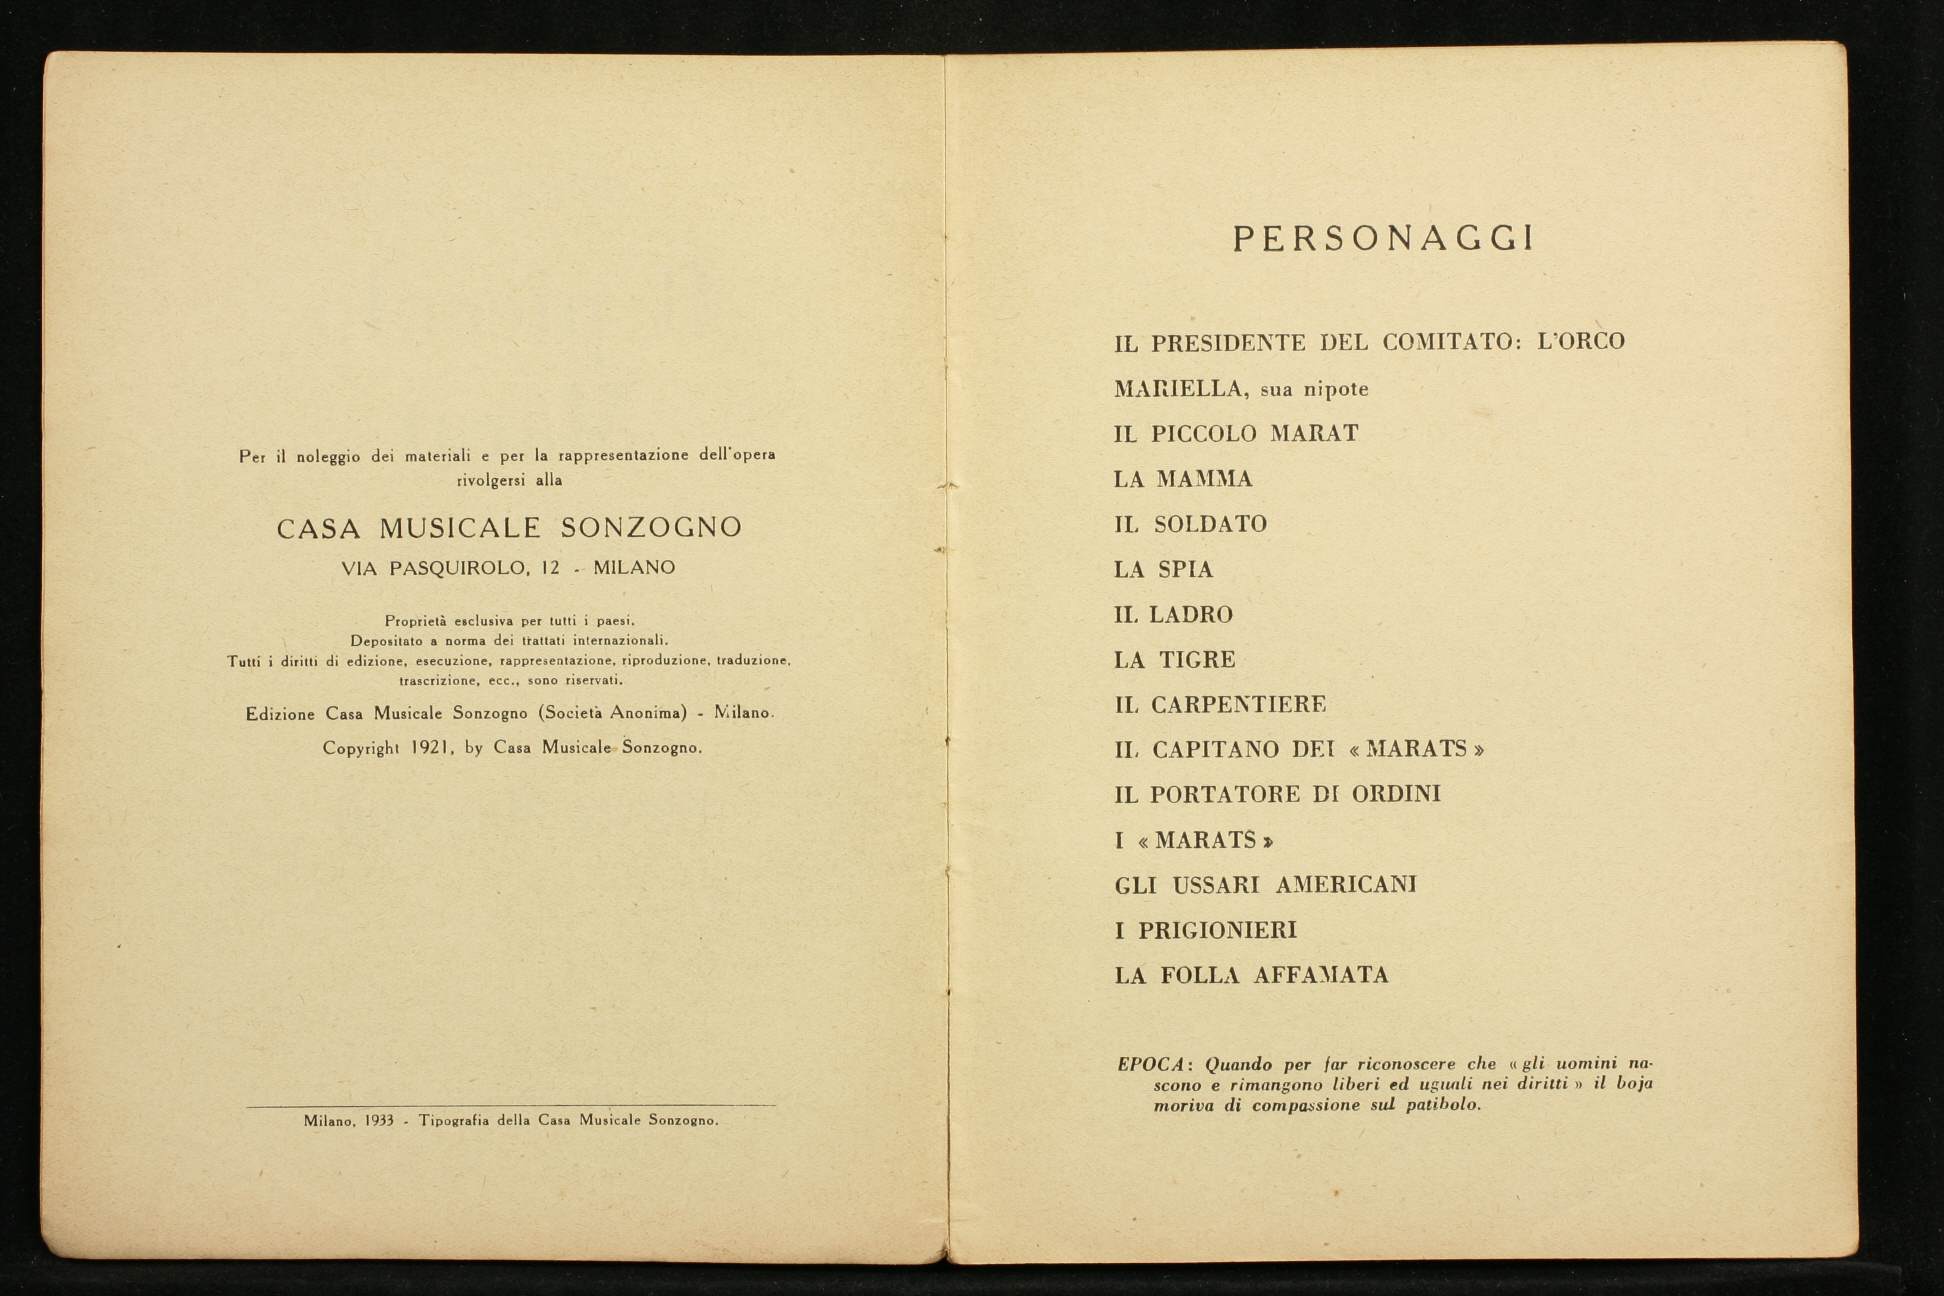 Per il noleggio dei materiali e per la rappresentazione dell'opera
rivolgersi alla
CASA MUSICALE SONZOGNO
VIA PASQUIROLO, 12 - MILANO
Proprietà esclusiva per tutti i paesi.
Depositato a norma dei trattati internazionali.
Tutti i diritti di edizione, esecuzione, rappresentazione, riproduzione, traduzione,
trascrizione, ecc., sono riservati.
Edizione Casa Musicale Sonzogno (Società Anonima) - Milano.
Copyright 1921, by Casa Musicale Sonzogno.
Milano, 1933 - Tipografia della Casa Musicale Sonzogno.
PERSONAGGI
IL PRESIDENTE DEL COMITATO: L'ORCO
MARIELLA, sua nipote
IL PICCOLO MARAT
LA MAMMA
IL SOLDATO
LA SPIA
IL LADRO
LA TIGRE
IL CARPENTIERE
IL CAPITANO DEI « MARATS »
IL PORTATORE DI ORDINI
I « MARATS »
GLI USSARI AMERICANI
I PRIGIONIERI
LA FOLLA AFFAMATA
EPOCA: Quando per far riconoscere che « gli uomini na-
scono e rimangono liberi ed uguali nei diritti » il boja
moriva di compassione sul patibolo.